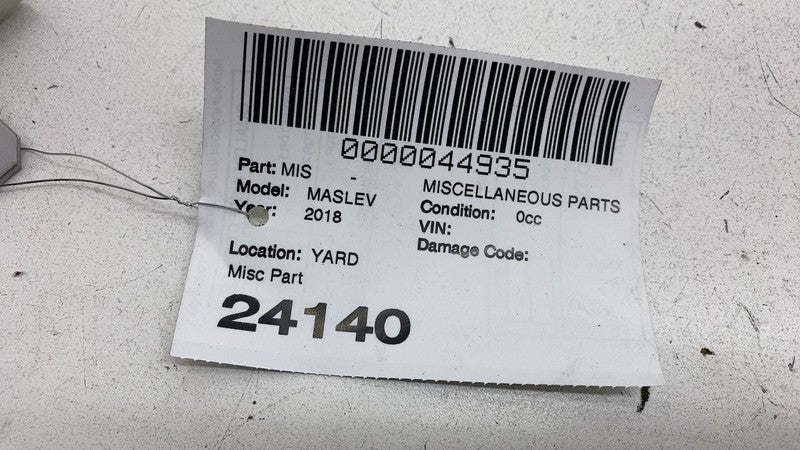 0000044935
Part: MIS - MISCELLANEOUS PARTS
Model: MASLEV Condition: 0cc
Year: 2018 VIN:
Damage Code:
Location: YARD
Misc Part
24140